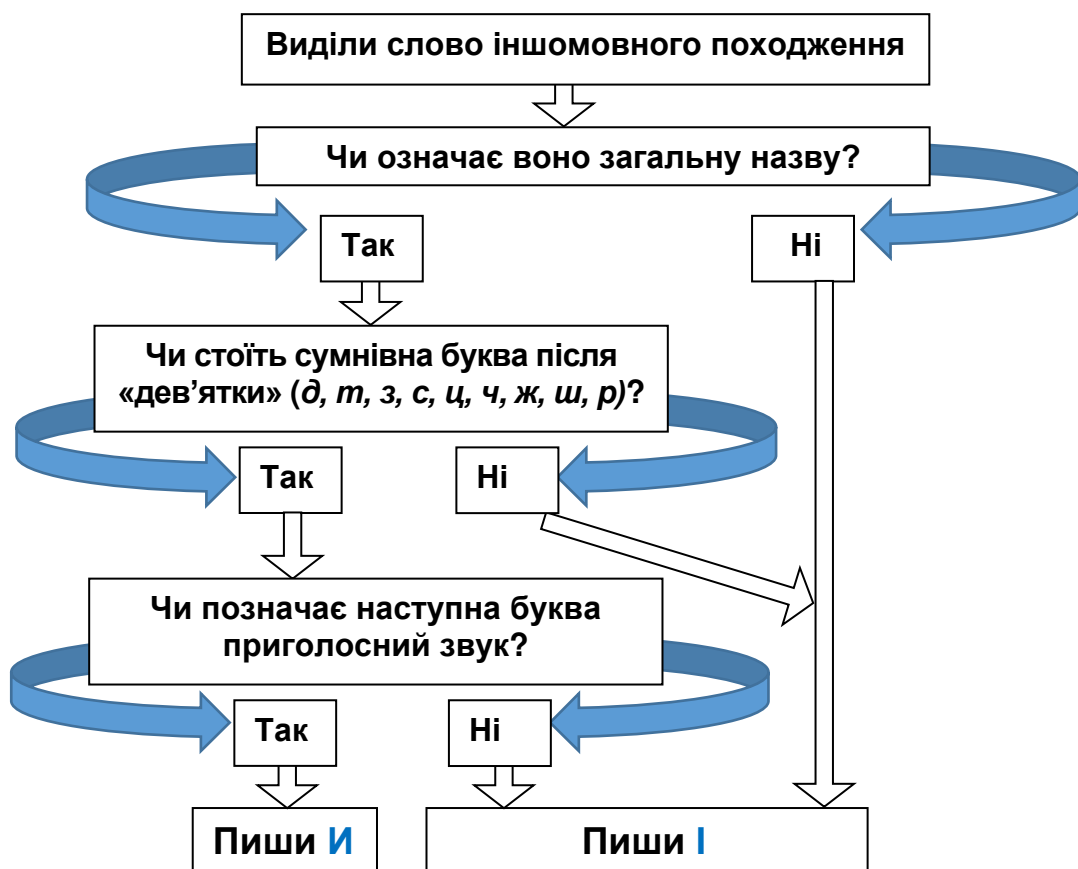 Виділи слово іншомовного походження
Чи означає воно загальну назву?
Так
Ні
Чи стоїть сумнівна буква після
«дев’ятки» (д, т, з, с, ц, ч, ж, ш, р)?
Так
Ні
Чи позначає наступна буква
приголосний звук?
Так
Ні
Пиши И
Пиши І